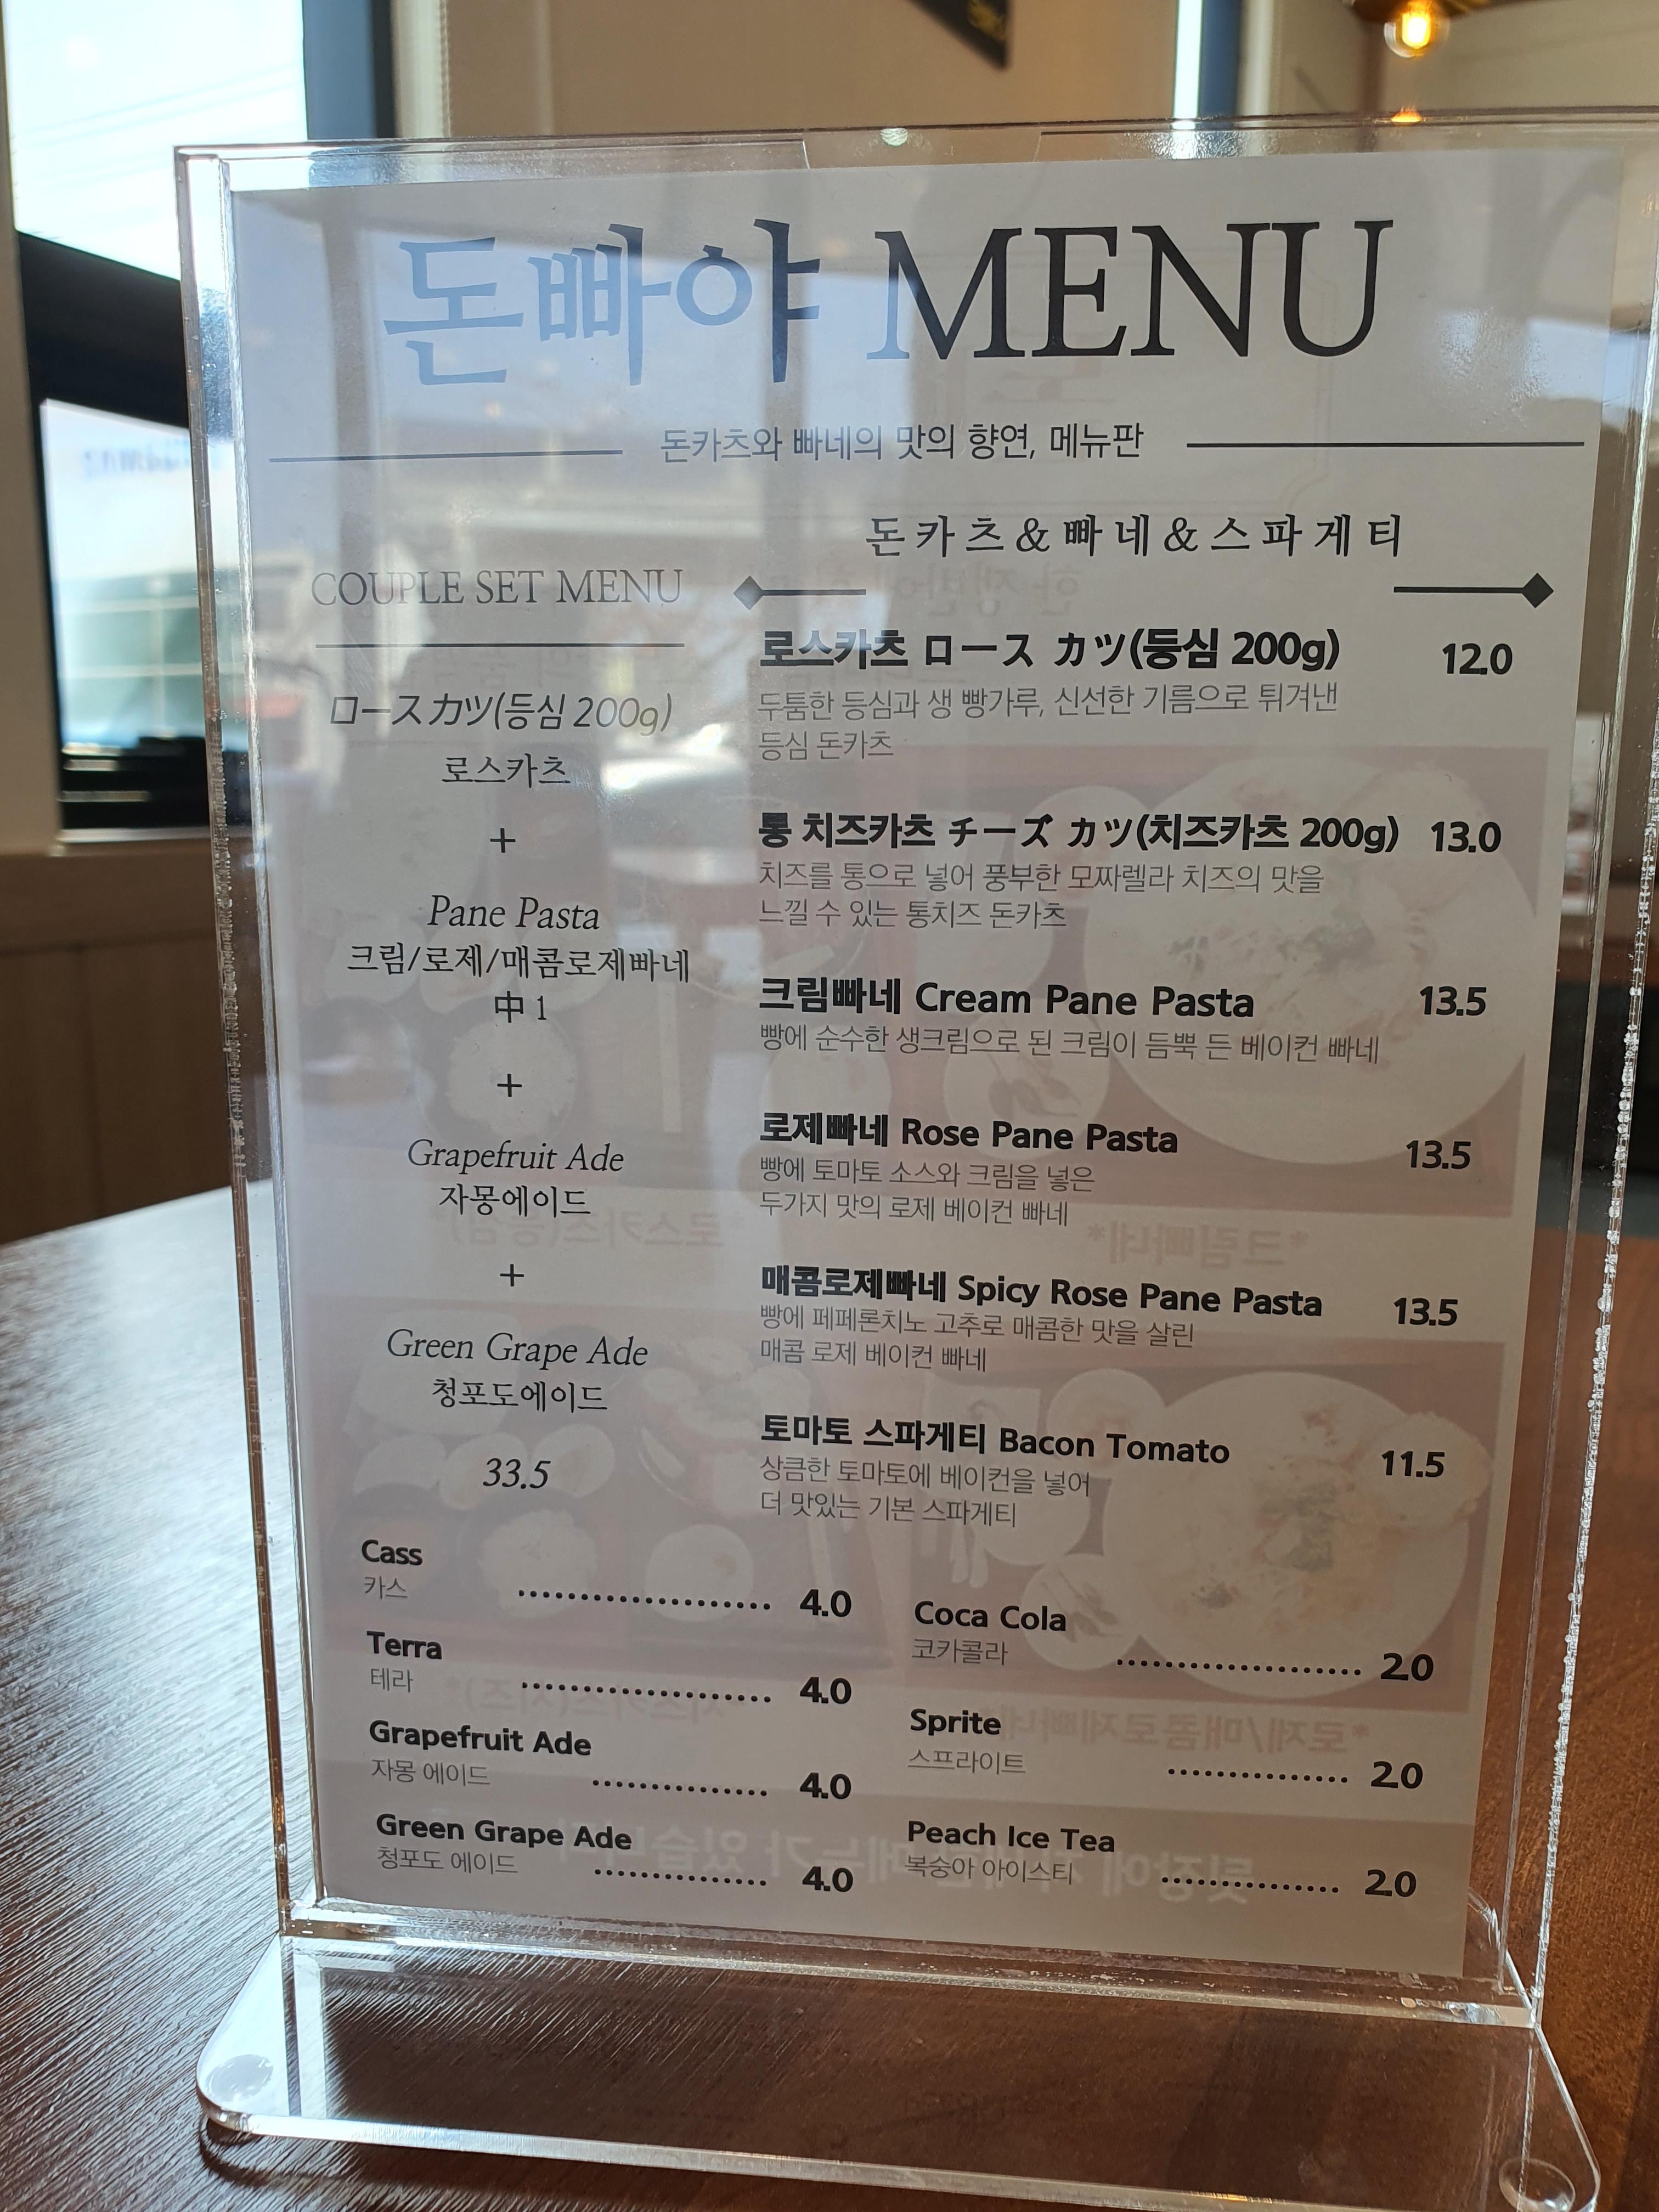 돈빠야 MENU
돈카츠와 빠네의 맛의 향연, 메뉴판
COUPLE SET MENU
ロースカツ(등심 200g)
로스카츠
+
Pane Pasta
크림/로제/매콤로제빠네
中 1
+
Grapefruit Ade
자몽에이드
+
Green Grape Ade
청포도에이드
33.5
돈카츠&빠네&스파게티
로스카츠 ロース カツ(등심 200g) 12.0
두툼한 등심과 생 빵가루, 신선한 기름으로 튀겨낸
등심 돈카츠
통 치즈카츠 チーズ カツ(치즈카츠 200g) 13.0
치즈를 통으로 넣어 풍부한 모짜렐라 치즈의 맛을
느낄 수 있는 통치즈 돈카츠
크림빠네 Cream Pane Pasta 13.5
빵에 순수한 생크림으로 된 크림이 듬뿍 든 베이컨 빠네
로제빠네 Rose Pane Pasta 13.5
빵에 토마토 소스와 크림을 넣은
두가지 맛의 로제 베이컨 빠네
매콤로제빠네 Spicy Rose Pane Pasta 13.5
빵에 페페론치노 고추로 매콤한 맛을 살린
매콤 로제 베이컨 빠네
토마토 스파게티 Bacon Tomato 11.5
상큼한 토마토에 베이컨을 넣어
더 맛있는 기본 스파게티
Cass
카스 .................... 4.0
Terra
테라 .................... 4.0
Grapefruit Ade
자몽 에이드 .............. 4.0
Green Grape Ade
청포도 에이드 .............. 4.0
Coca Cola
코카콜라 .................... 2.0
Sprite
스프라이트 ............... 2.0
Peach Ice Tea
복숭아 아이스티 ............... 2.0